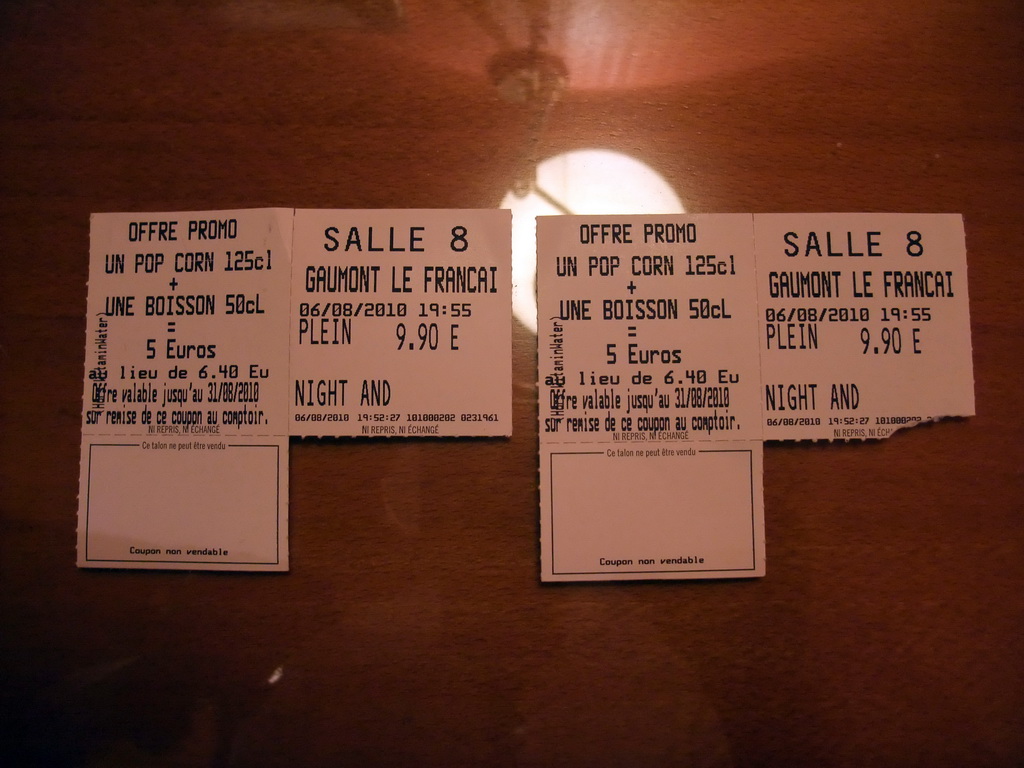 OFFRE PROMO
UN POP CORN 125cl
+
UNE BOISSON 50cL
=
5 Euros
au lieu de 6.40 Eu
Offre valable jusqu'au 31/08/2010
sur remise de ce coupon au comptoir.
NI REPRIS, NI ÉCHANGÉ
Ce talon ne peut être vendu
Coupon non vendable
SALLE 8
GAUMONT LE FRANCAI
06/08/2010 19:55
PLEIN 9.90 E
NIGHT AND
06/08/2010 19:52:27 101000202 0231961
NI REPRIS, NI ÉCHANGÉ
OFFRE PROMO
UN POP CORN 125cl
+
UNE BOISSON 50cL
=
5 Euros
au lieu de 6.40 Eu
Offre valable jusqu'au 31/08/2010
sur remise de ce coupon au comptoir.
NI REPRIS, NI ÉCHANGÉ
Ce talon ne peut être vendu
Coupon non vendable
SALLE 8
GAUMONT LE FRANCAI
06/08/2010 19:55
PLEIN 9.90 E
NIGHT AND
06/08/2010 19:52:27
NI REPRIS, NI